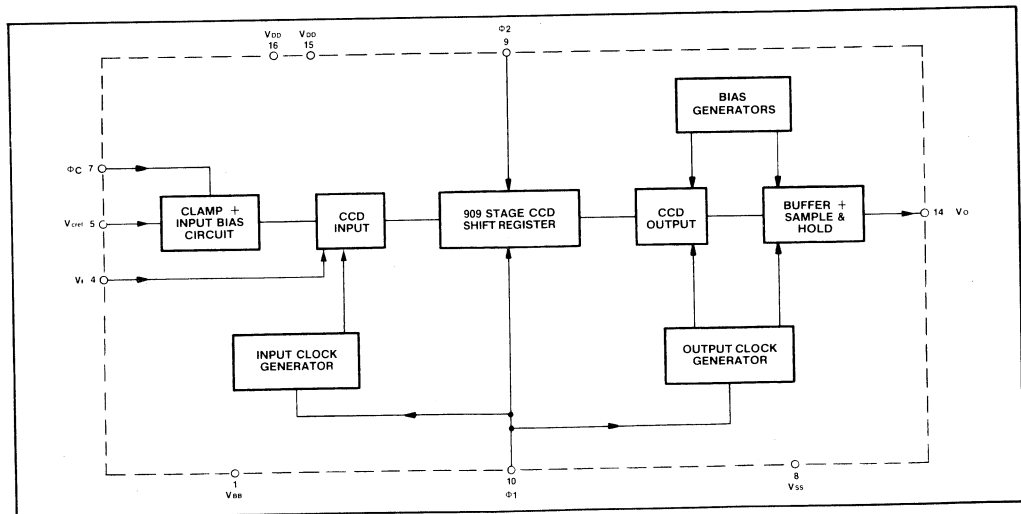 VDD VDD Φ2
16 15 9
BIAS
GENERATORS
ΦC 7
Vcref 5
VI 4
CLAMP +
INPUT BIAS
CIRCUIT
CCD
INPUT
909 STAGE CCD
SHIFT REGISTER
CCD
OUTPUT
BUFFER +
SAMPLE &
HOLD
14 VO
INPUT CLOCK
GENERATOR
OUTPUT CLOCK
GENERATOR
1
VBB
10
Φ1
8
VSS